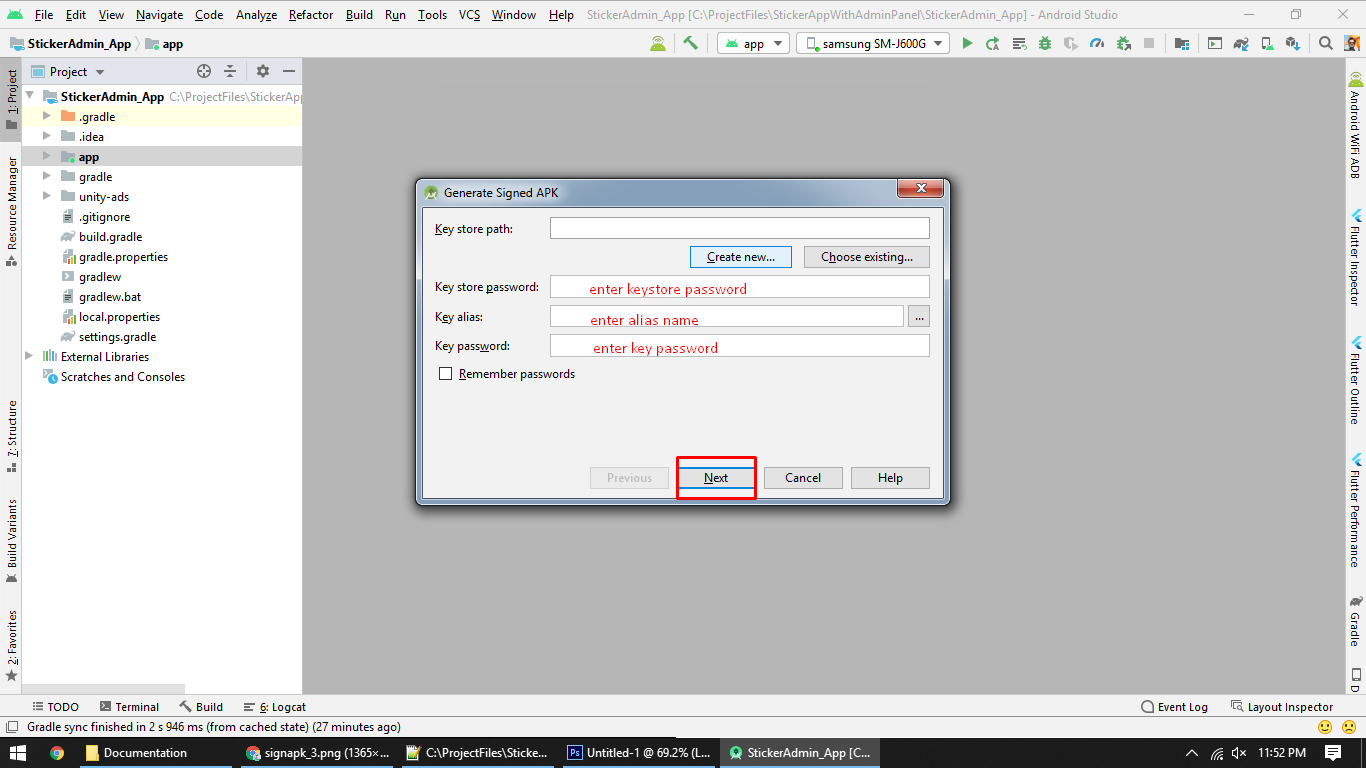 File Edit View Navigate Code Analyze Refactor Build Run Tools VCS Window Help StickerAdmin_App [C:\ProjectFiles\StickerAppWithAdminPanel\StickerAdmin_App] - Android Studio
StickerAdmin_App app
app
samsung SM-J600G
Project
StickerAdmin_App C:\ProjectFiles\StickerApp
.gradle
.idea
app
gradle
unity-ads
.gitignore
build.gradle
gradle.properties
gradlew
gradlew.bat
local.properties
settings.gradle
External Libraries
Scratches and Consoles
1: Project
Resource Manager
7: Structure
Build Variants
2: Favorites
Generate Signed APK
Key store path:
Create new...
Choose existing...
Key store password:
enter keystore password
Key alias:
enter alias name
...
Key password:
enter key password
Remember passwords
Previous
Next
Cancel
Help
Android WiFi ADB
Flutter Inspector
Flutter Outline
Flutter Performance
Gradle
D
TODO
Terminal
Build
6: Logcat
Event Log
Layout Inspector
Gradle sync finished in 2 s 946 ms (from cached state) (27 minutes ago)
Documentation
signapk_3.png (1365×...
C:\ProjectFiles\Sticke...
Ps Untitled-1 @ 69.2% (L...
StickerAdmin_App [C...
11:52 PM